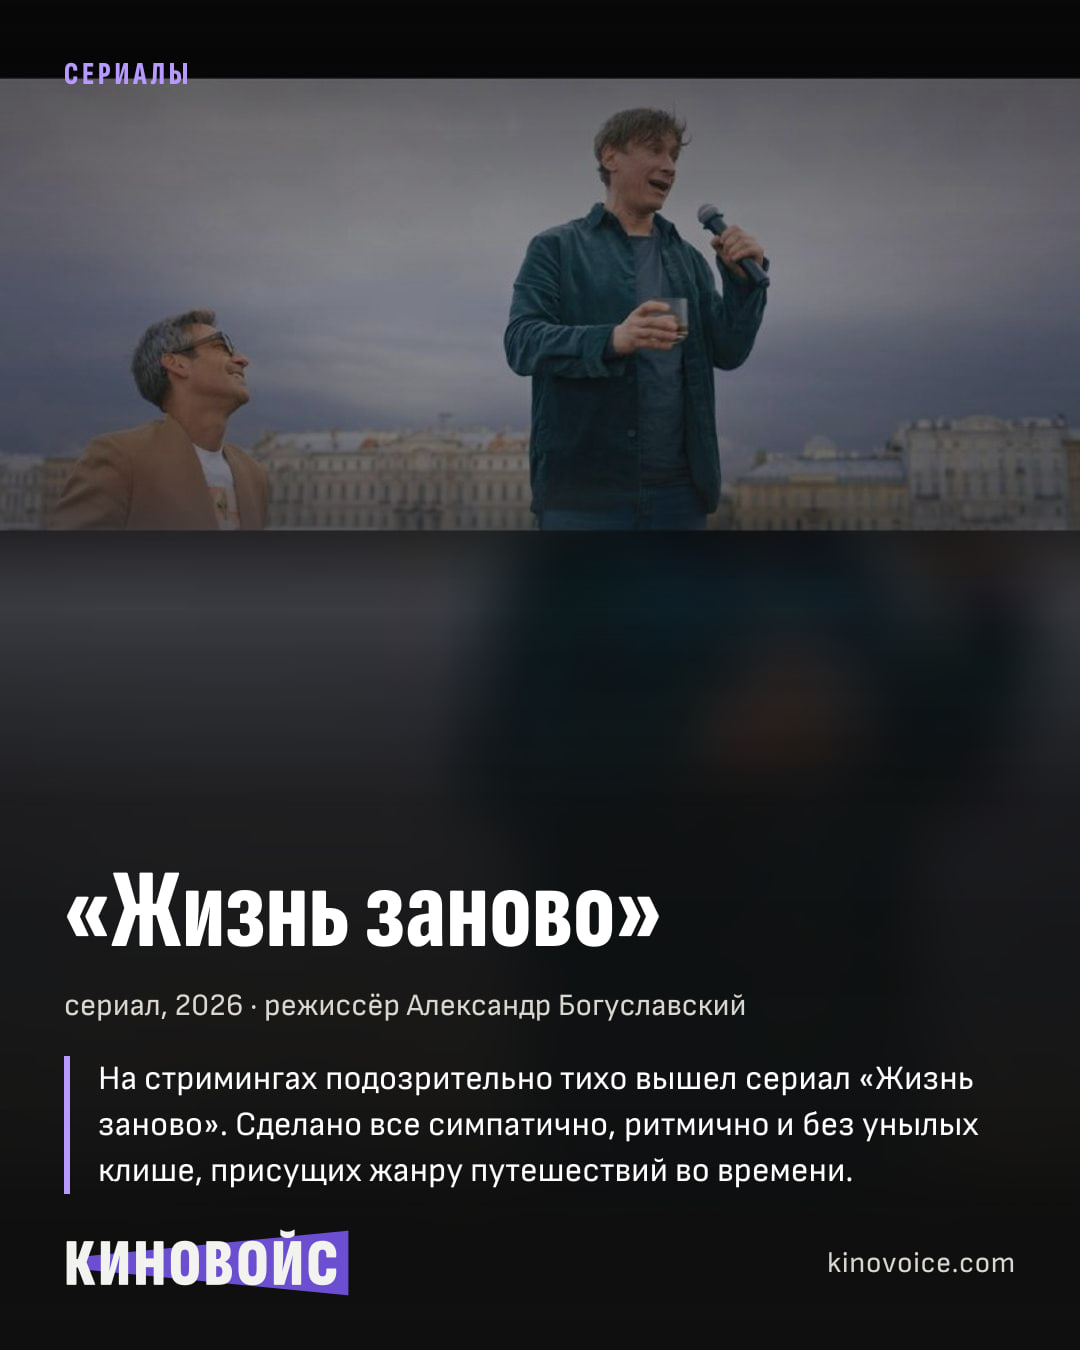 СЕРИАЛЫ
«Жизнь заново»
сериал, 2026 · режиссёр Александр Богуславский
На стримингах подозрительно тихо вышел сериал «Жизнь
заново». Сделано все симпатично, ритмично и без унылых
клише, присущих жанру путешествий во времени.
КИНОВОЙС
kinovoice.com